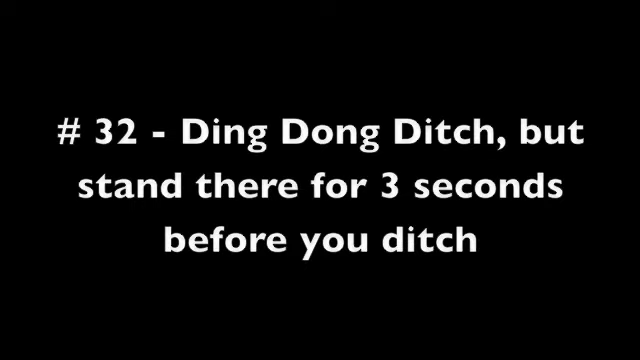 # 32 - Ding Dong Ditch, but
stand there for 3 seconds
before you ditch